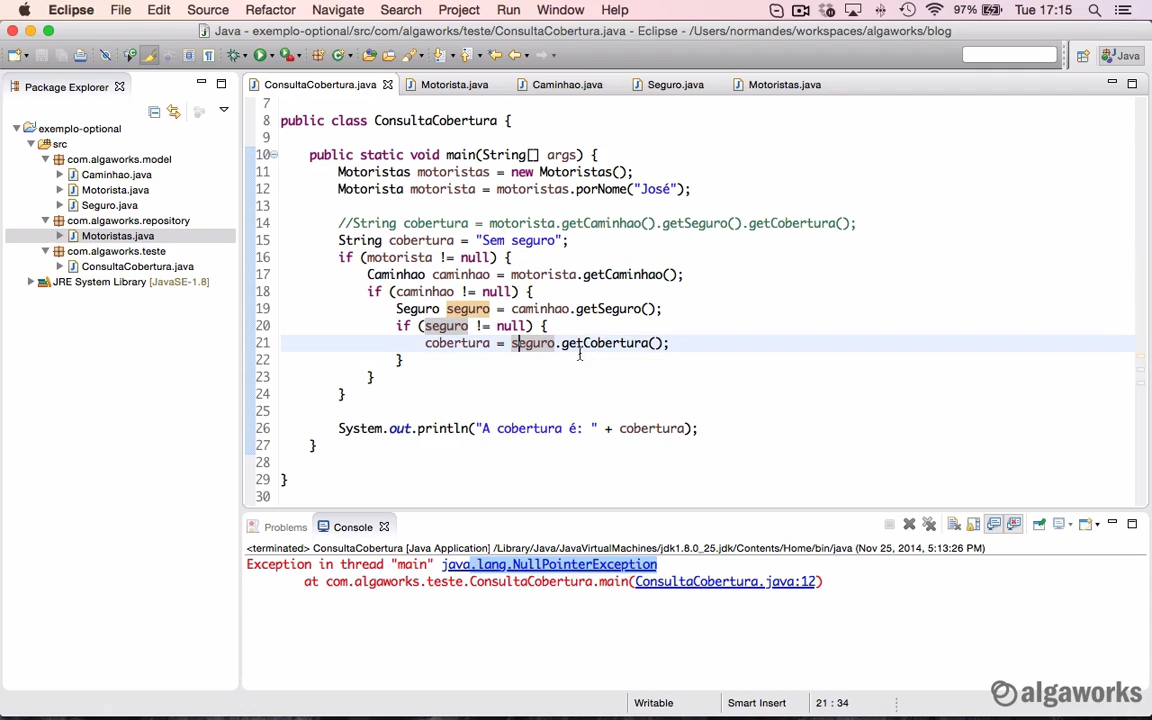 Eclipse File Edit Source Refactor Navigate Search Project Run Window Help 97% Tue 17:15
Java - exemplo-optional/src/com/algaworks/teste/ConsultaCobertura.java - Eclipse - /Users/normandes/workspaces/algaworks/blog
Java
Package Explorer
exemplo-optional
src
com.algaworks.model
Caminhao.java
Motorista.java
Seguro.java
com.algaworks.repository
Motoristas.java
com.algaworks.teste
ConsultaCobertura.java
JRE System Library [JavaSE-1.8]
ConsultaCobertura.java Motorista.java Caminhao.java Seguro.java Motoristas.java
7
8 public class ConsultaCobertura {
9
10 public static void main(String[] args) {
11 Motoristas motoristas = new Motoristas();
12 Motorista motorista = motoristas.porNome("José");
13
14 //String cobertura = motorista.getCaminhao().getSeguro().getCobertura();
15 String cobertura = "Sem seguro";
16 if (motorista != null) {
17 Caminhao caminhao = motorista.getCaminhao();
18 if (caminhao != null) {
19 Seguro seguro = caminhao.getSeguro();
20 if (seguro != null) {
21 cobertura = seguro.getCobertura();
22 }
23 }
24 }
25
26 System.out.println("A cobertura é: " + cobertura);
27 }
28
29 }
30
Problems Console
<terminated> ConsultaCobertura [Java Application] /Library/Java/JavaVirtualMachines/jdk1.8.0_25.jdk/Contents/Home/bin/java (Nov 25, 2014, 5:13:26 PM)
Exception in thread "main" java.lang.NullPointerException
at com.algaworks.teste.ConsultaCobertura.main(ConsultaCobertura.java:12)
Writable Smart Insert 21 : 34
algaworks